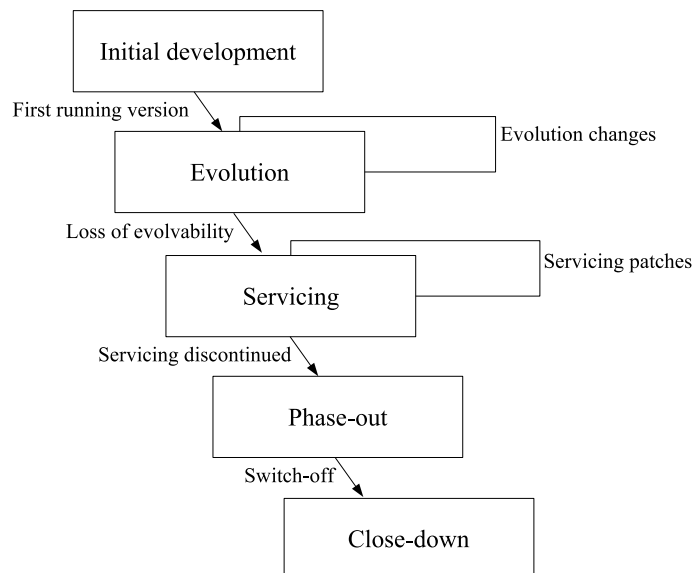 Initial development
First running version
Evolution changes
Evolution
Loss of evolvability
Servicing patches
Servicing
Servicing discontinued
Phase-out
Switch-off
Close-down